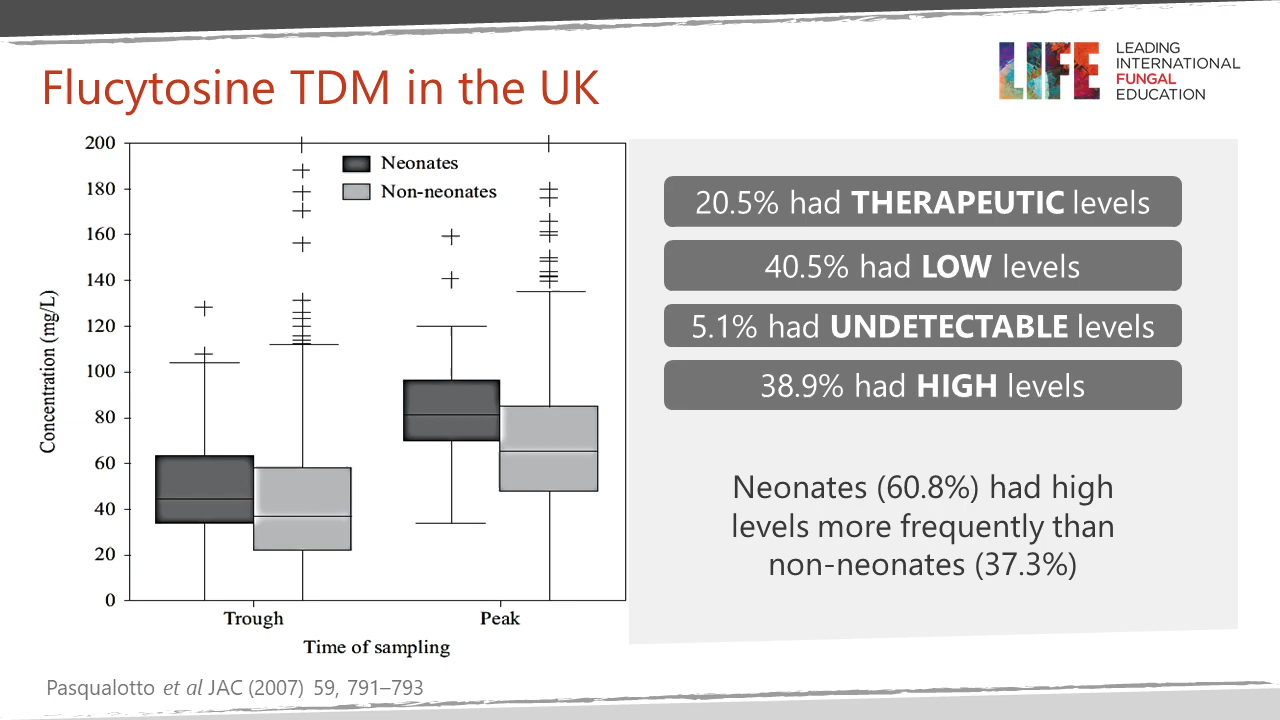 Flucytosine TDM in the UK
LIFE
LEADING
INTERNATIONAL
FUNGAL
EDUCATION
200
180
160
140
120
100
80
60
40
20
0
Concentration (mg/L)
Neonates
Non-neonates
Trough
Peak
Time of sampling
20.5% had THERAPEUTIC levels
40.5% had LOW levels
5.1% had UNDETECTABLE levels
38.9% had HIGH levels
Neonates (60.8%) had high
levels more frequently than
non-neonates (37.3%)
Pasqualotto et al JAC (2007) 59, 791–793